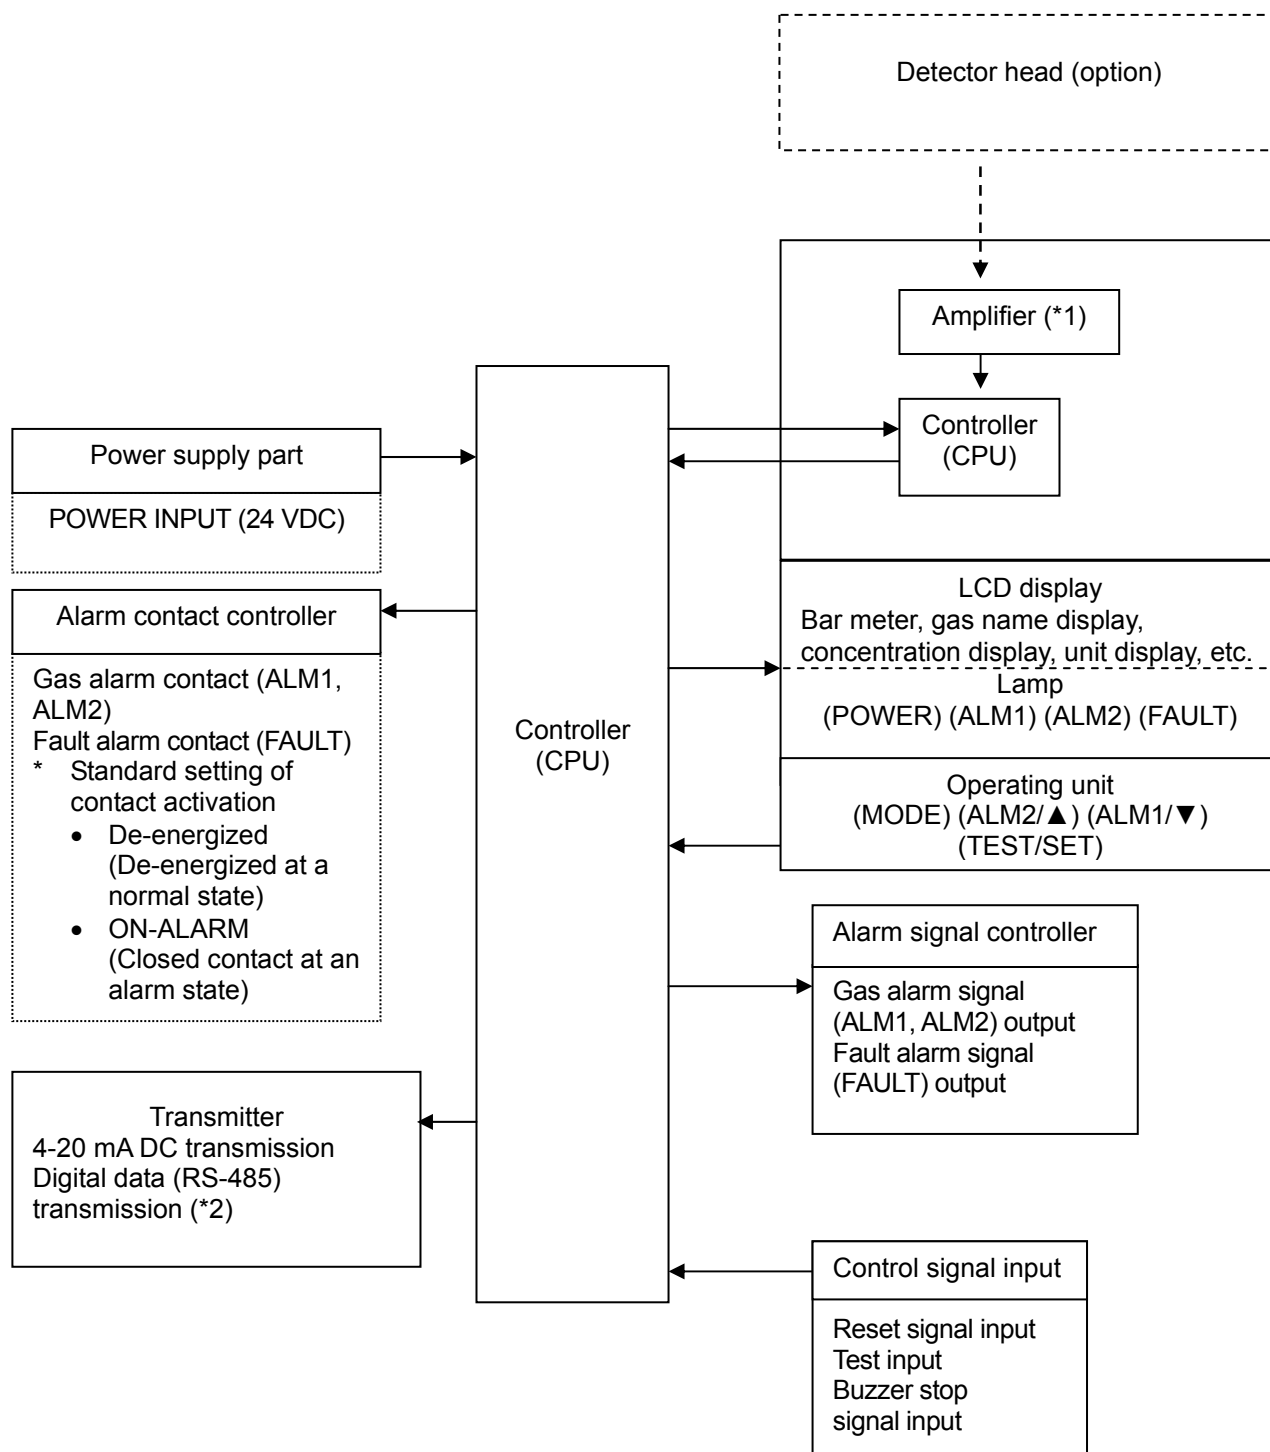 Detector head (option)
Amplifier (*1)
Controller
(CPU)
Power supply part
POWER INPUT (24 VDC)
Alarm contact controller
Gas alarm contact (ALM1,
ALM2)
Fault alarm contact (FAULT)
* Standard setting of
contact activation
• De-energized
(De-energized at a
normal state)
• ON-ALARM
(Closed contact at an
alarm state)
Transmitter
4-20 mA DC transmission
Digital data (RS-485)
transmission (*2)
Controller
(CPU)
LCD display
Bar meter, gas name display,
concentration display, unit display, etc.
Lamp
(POWER) (ALM1) (ALM2) (FAULT)
Operating unit
(MODE) (ALM2/▲) (ALM1/▼)
(TEST/SET)
Alarm signal controller
Gas alarm signal
(ALM1, ALM2) output
Fault alarm signal
(FAULT) output
Control signal input
Reset signal input
Test input
Buzzer stop
signal input